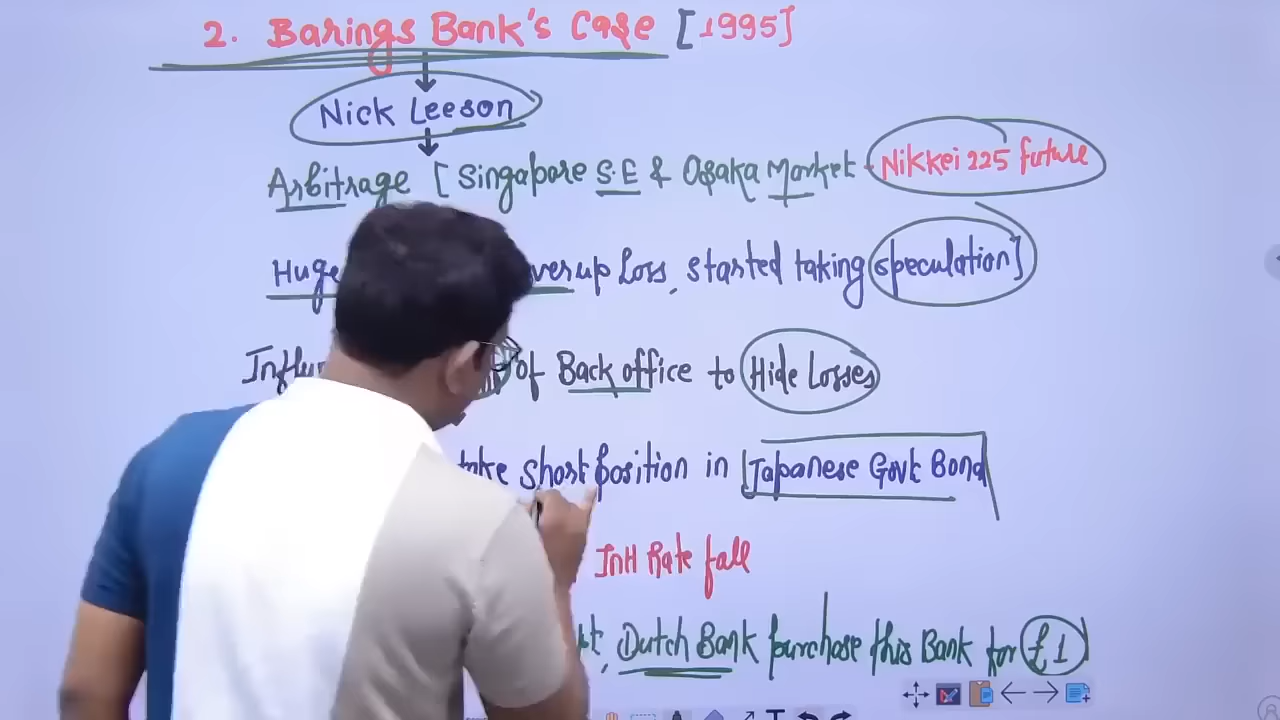 2. Barings Bank's Case [1995]
Nick Leeson
Arbitrage [Singapore S.E & Osaka Market - Nikkei 225 future
Huge up Loss, started taking speculation]
of Back office to Hide Losses
take short position in Japanese Govt Bond
Rate fall
, Dutch Bank purchase this Bank for £1